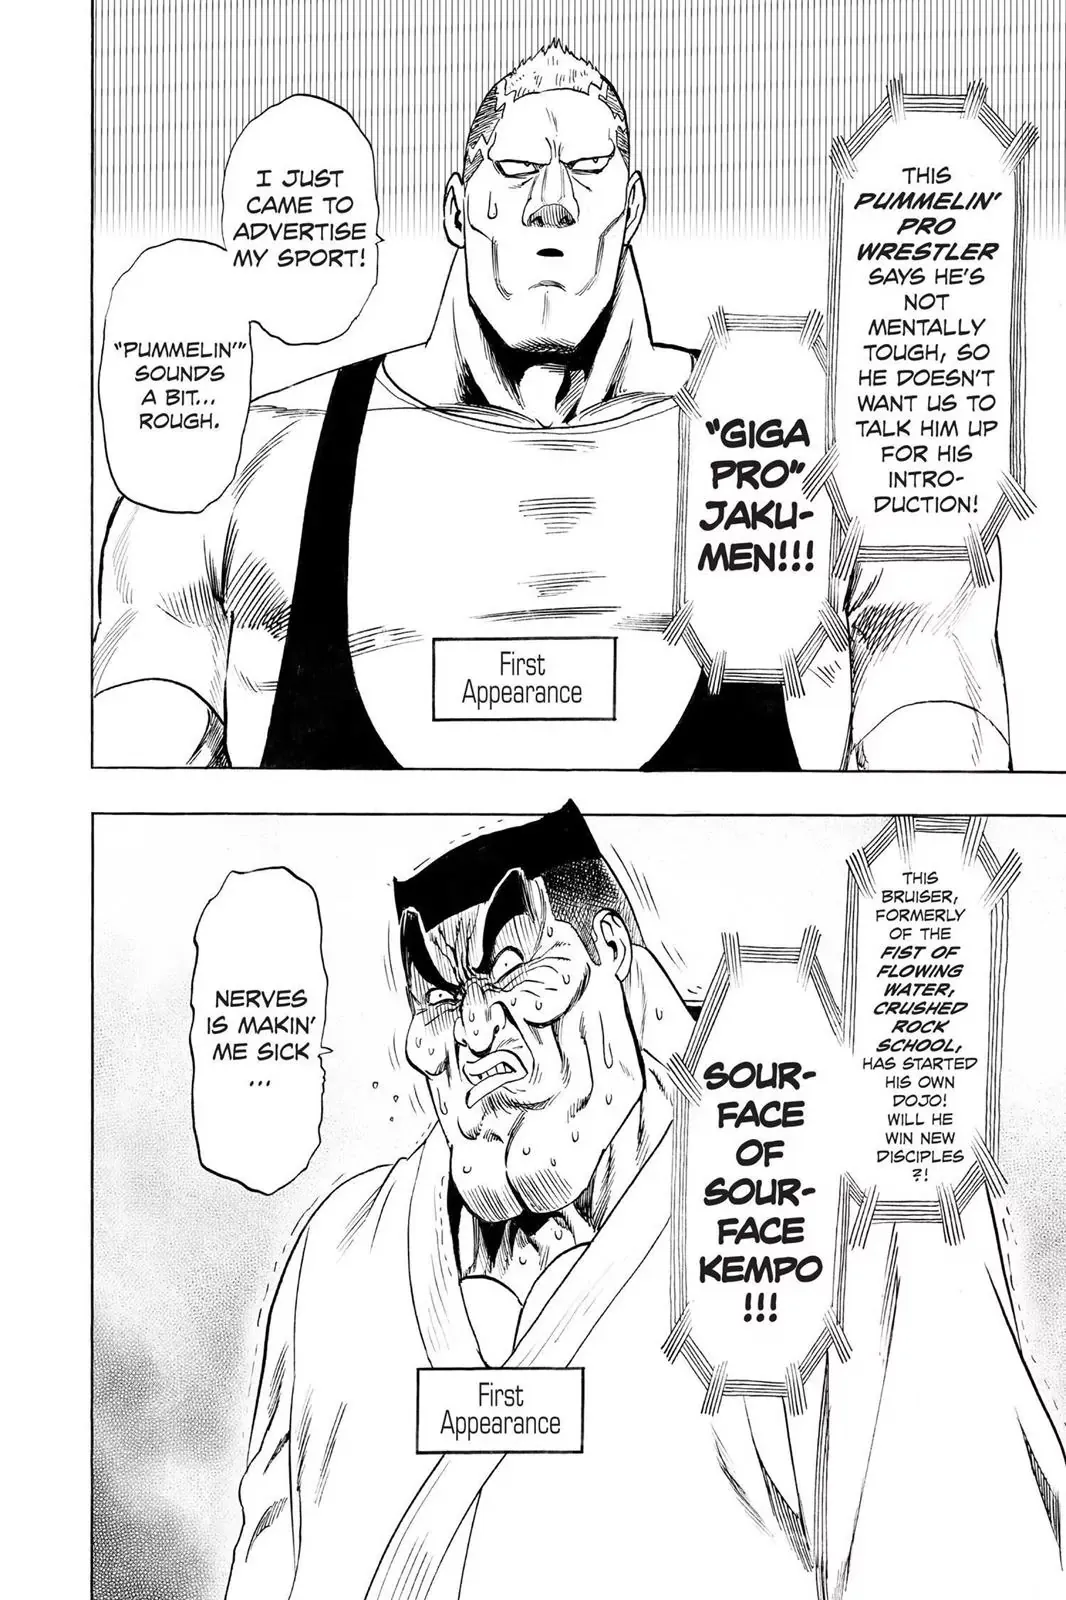 THIS
PUMMELIN'
PRO
WRESTLER
SAYS HE'S
NOT
MENTALLY
TOUGH, SO
HE DOESN'T
WANT US TO
TALK HIM UP
FOR HIS
INTRO-
DUCTION!
"GIGA
PRO"
JAKU-
MEN!!!
I JUST
CAME TO
ADVERTISE
MY SPORT!
"PUMMELIN'"
SOUNDS
A BIT...
ROUGH.
First
Appearance
THIS
BRUISER,
FORMERLY
OF THE
FIST OF
FLOWING
WATER,
CRUSHED
ROCK
SCHOOL,
HAS STARTED
HIS OWN
DOJO!
WILL HE
WIN NEW
DISCIPLES
?!
SOUR-
FACE
OF
SOUR-
FACE
KEMPO
!!!
NERVES
IS MAKIN'
ME SICK
...
First
Appearance